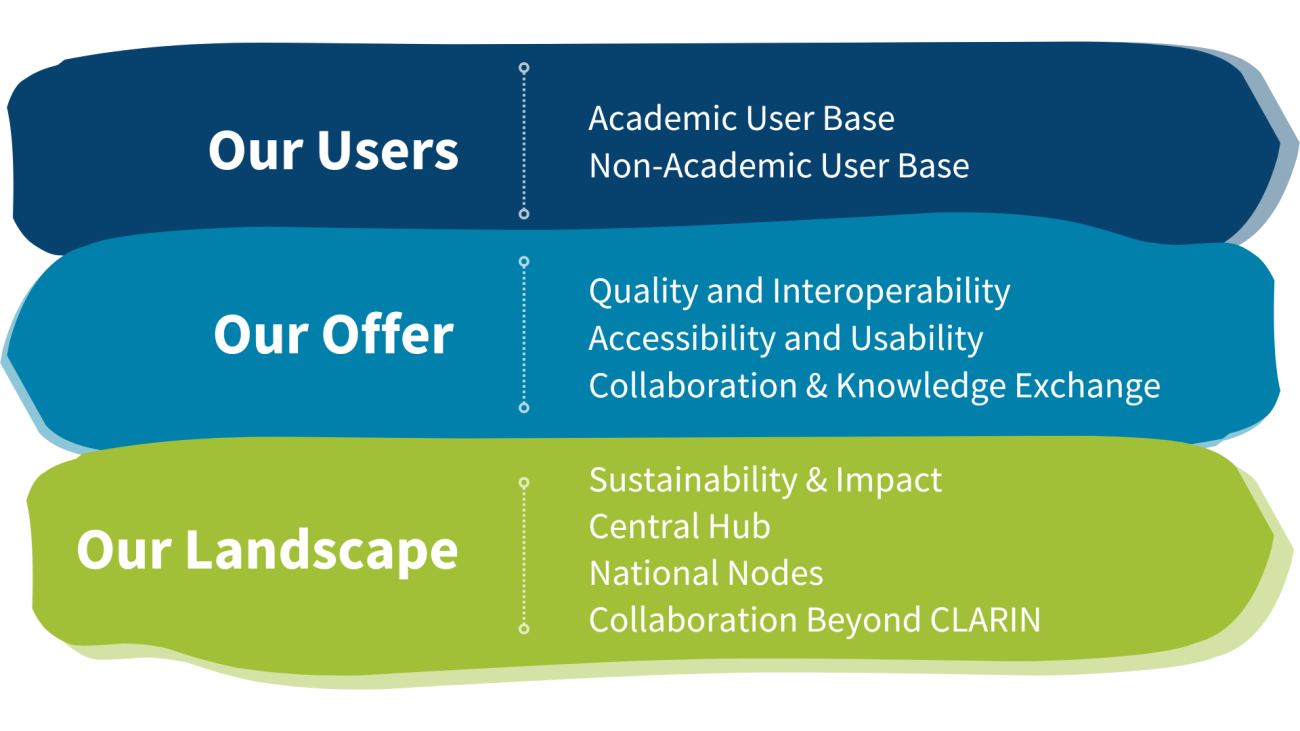 Our Users
Academic User Base
Non-Academic User Base
Our Offer
Quality and Interoperability
Accessibility and Usability
Collaboration & Knowledge Exchange
Our Landscape
Sustainability & Impact
Central Hub
National Nodes
Collaboration Beyond CLARIN